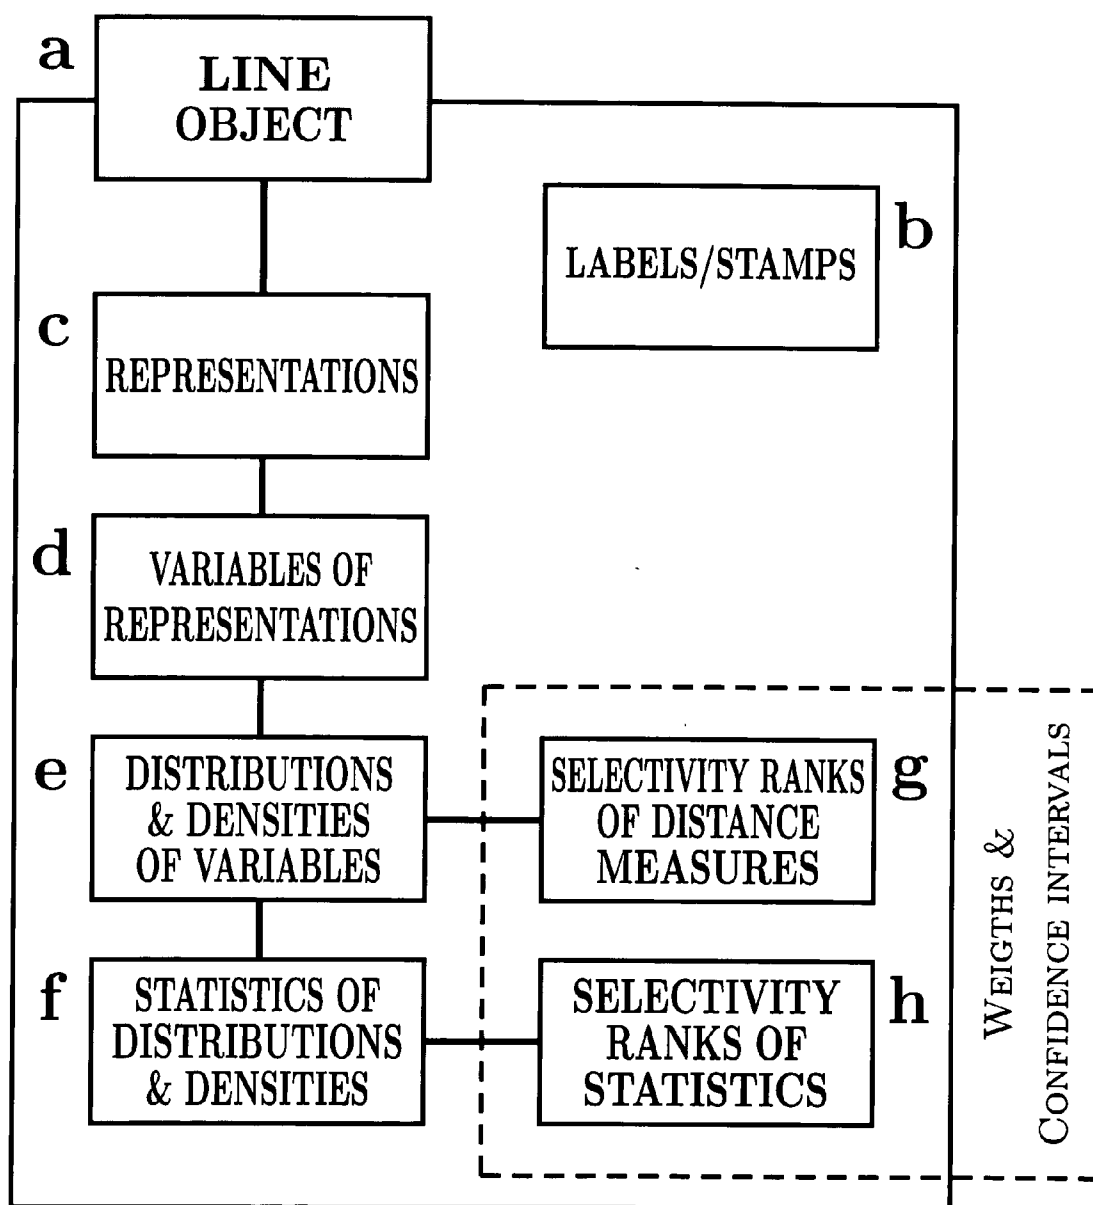 a
LINE
OBJECT
b
LABELS/STAMPS
c
REPRESENTATIONS
d
VARIABLES OF
REPRESENTATIONS
e
DISTRIBUTIONS
& DENSITIES
OF VARIABLES
g
SELECTIVITY RANKS
OF DISTANCE
MEASURES
f
STATISTICS OF
DISTRIBUTIONS
& DENSITIES
h
SELECTIVITY
RANKS OF
STATISTICS
WEIGTHS &
CONFIDENCE INTERVALS